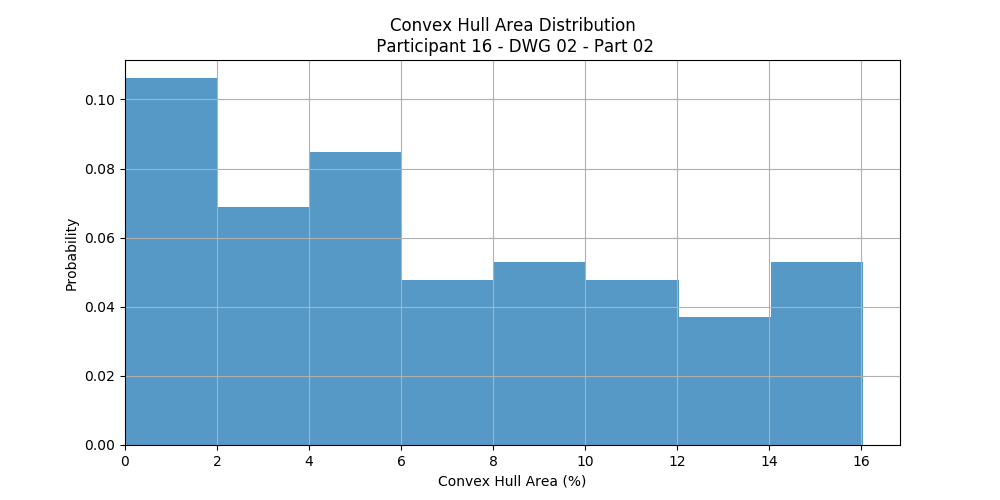 Convex Hull Area Distribution
Participant 16 - DWG 02 - Part 02
0.10
0.08
0.06
0.04
0.02
0.00
Probability
0 2 4 6 8 10 12 14 16
Convex Hull Area (%)